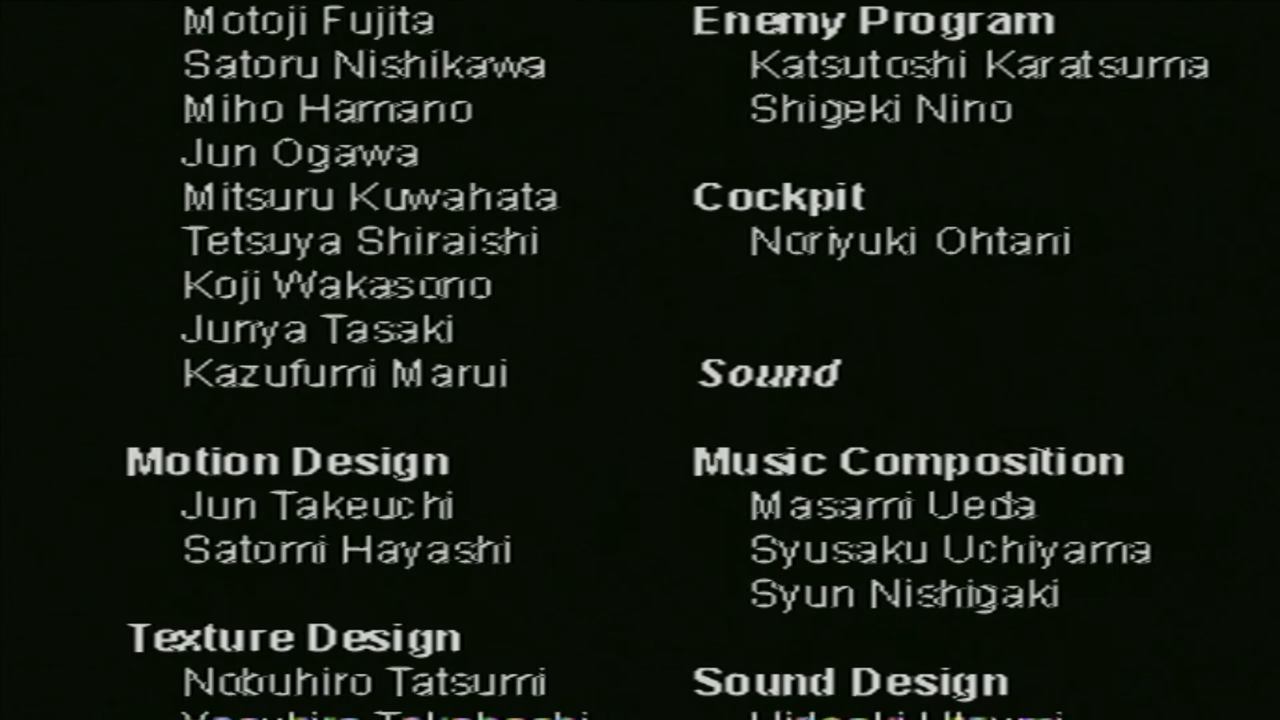 Motoji Fujita
Satoru Nishikawa
Miho Hamano
Jun Ogawa
Mitsuru Kuwahata
Tetsuya Shiraishi
Koji Wakasono
Junya Tasaki
Kazufumi Marui
Motion Design
Jun Takeuchi
Satomi Hayashi
Texture Design
Nobuhiro Tatsumi
Enemy Program
Katsutoshi Karatsuma
Shigeki Nino
Cockpit
Noriyuki Ohtani
Sound
Music Composition
Masami Ueda
Syusaku Uchiyama
Syun Nishigaki
Sound Design